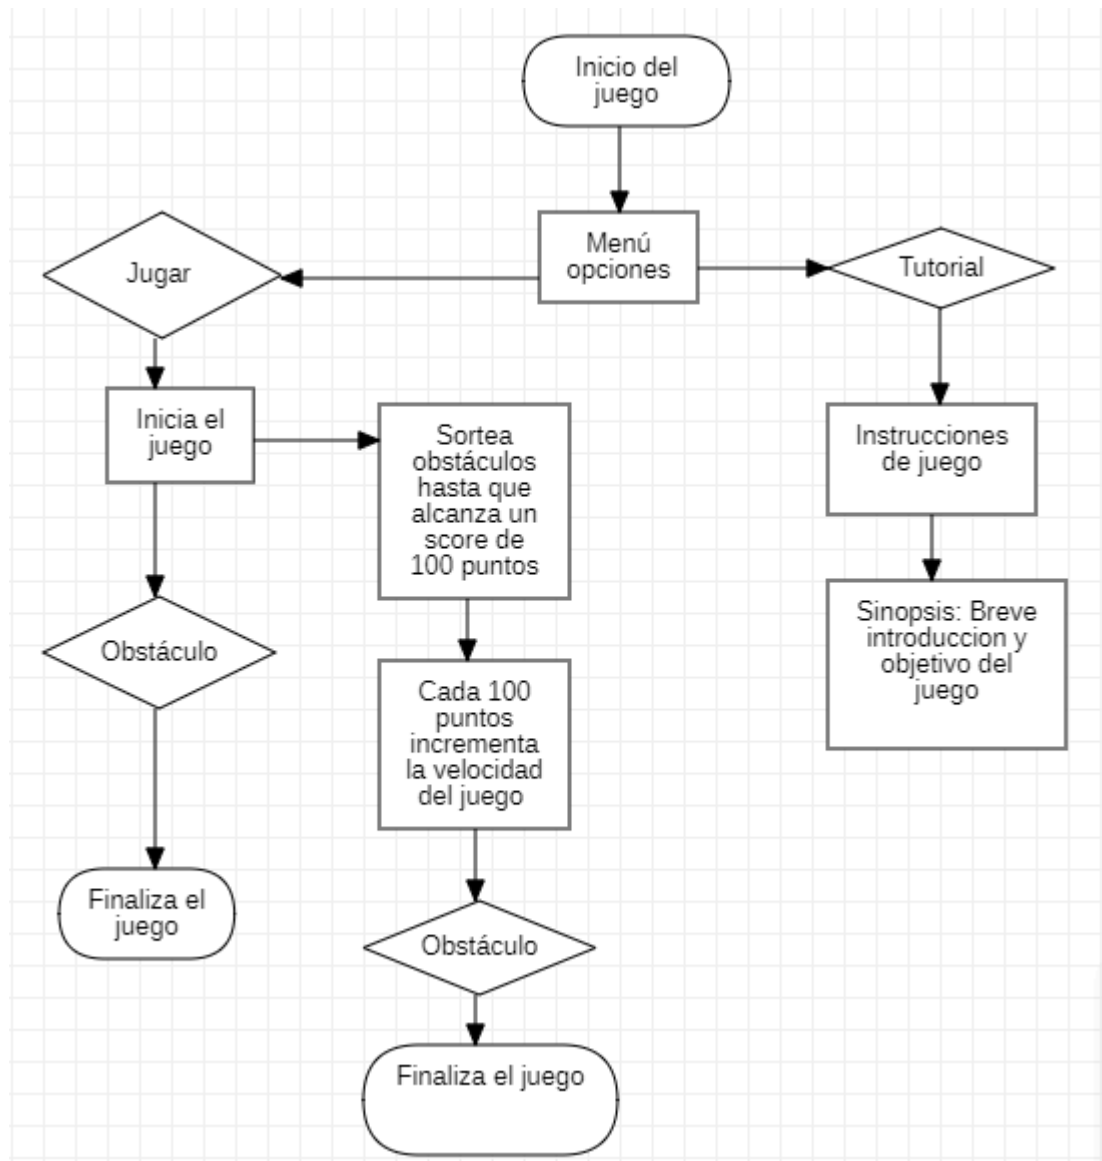 Inicio del
juego
Menú
opciones
Jugar
Tutorial
Inicia el
juego
Sortea
obstáculos
hasta que
alcanza un
score de
100 puntos
Instrucciones
de juego
Obstáculo
Cada 100
puntos
incrementa
la velocidad
del juego
Sinopsis: Breve
introduccion y
objetivo del
juego
Finaliza el
juego
Obstáculo
Finaliza el juego